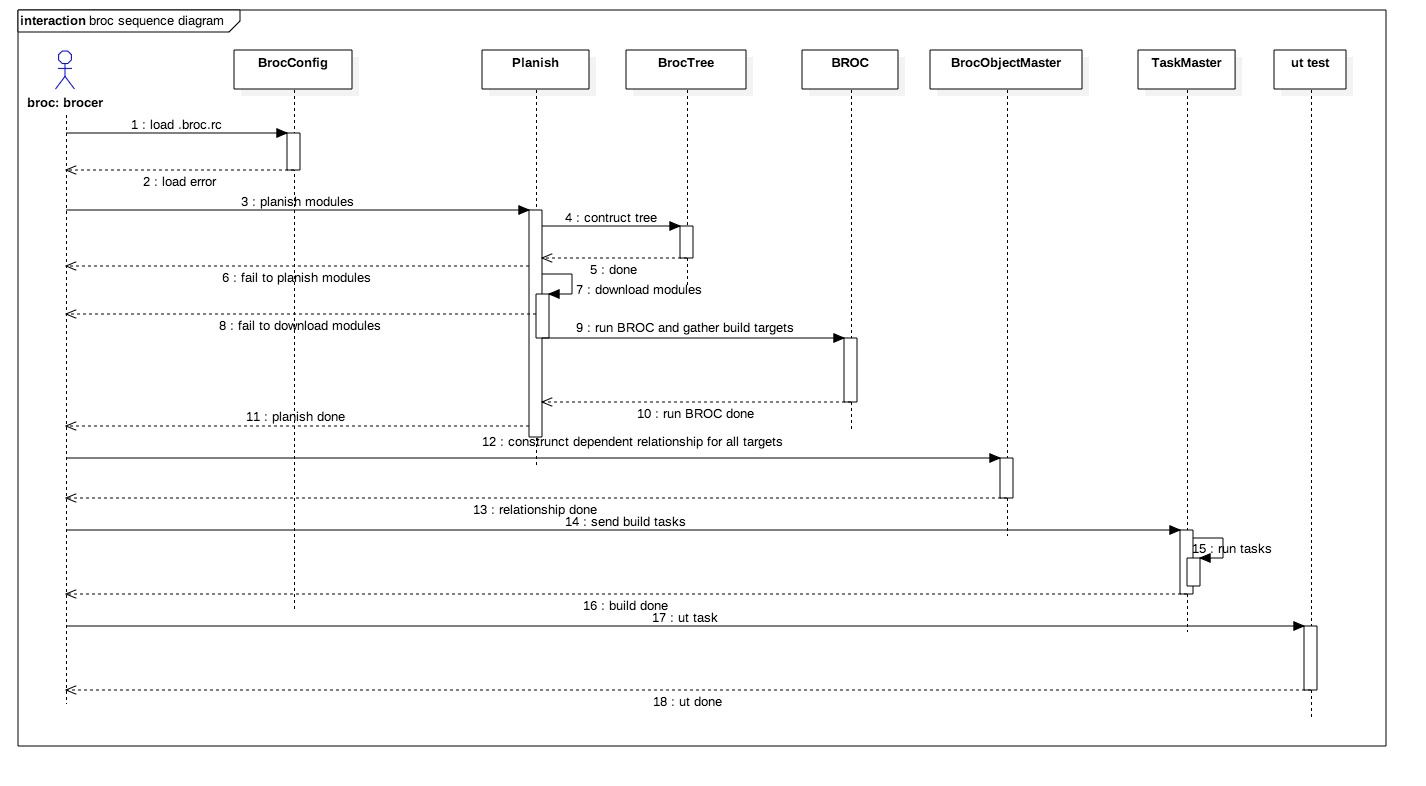 interaction broc sequence diagram
BrocConfig
Planish
BrocTree
BROC
BrocObjectMaster
TaskMaster
ut test
broc: brocer
1 : load .broc.rc
2 : load error
3 : planish modules
4 : contruct tree
5 : done
6 : fail to planish modules
7 : download modules
8 : fail to download modules
9 : run BROC and gather build targets
10 : run BROC done
11 : planish done
12 : construnct dependent relationship for all targets
13 : relationship done
14 : send build tasks
15 : run tasks
16 : build done
17 : ut task
18 : ut done